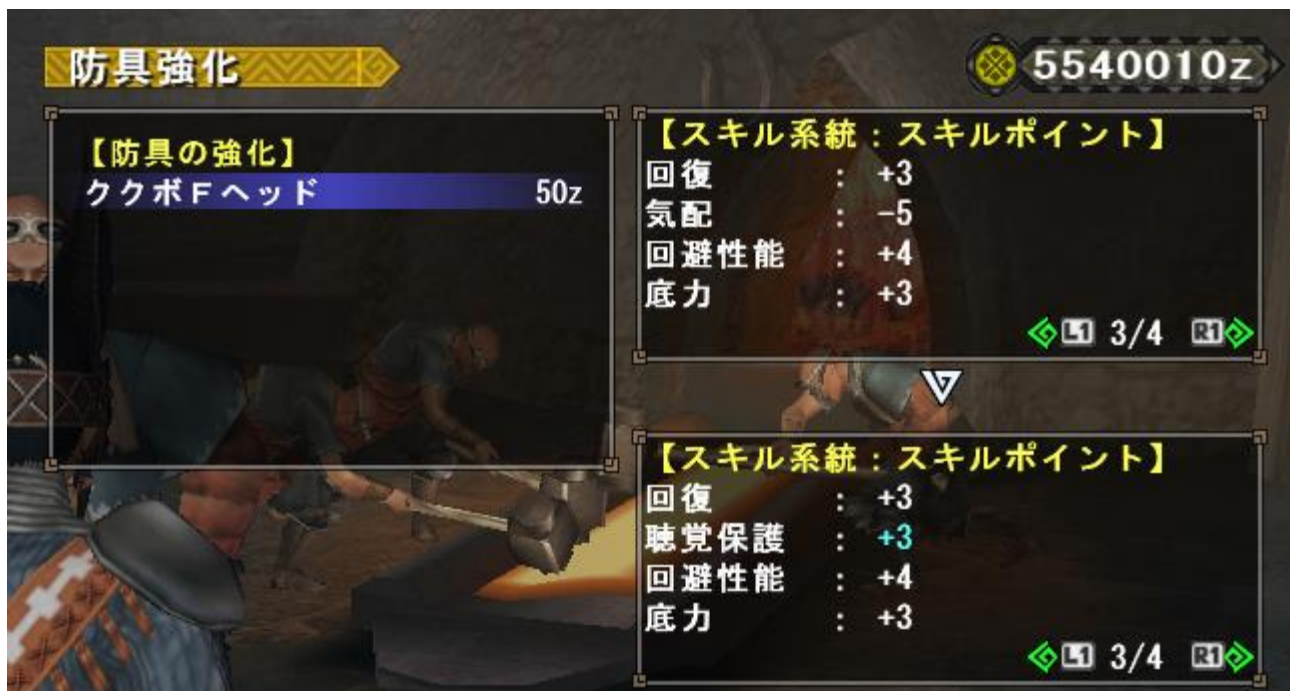 防具強化
5540010z
【防具の強化】
ククボFヘッド 50z
【スキル系統：スキルポイント】
回復 ： +3
気配 ： -5
回避性能 ： +4
底力 ： +3
L1 3/4 R1
【スキル系統：スキルポイント】
回復 ： +3
聴覚保護 ： +3
回避性能 ： +4
底力 ： +3
L1 3/4 R1